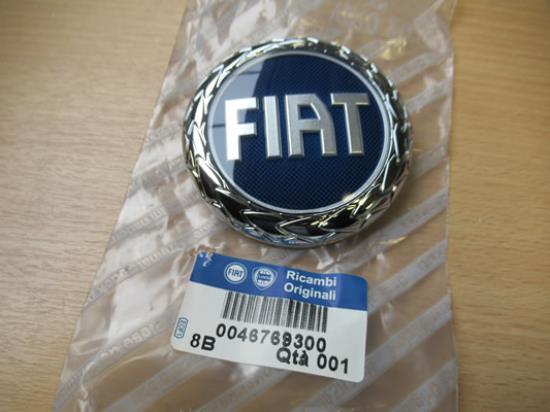 FIAT
FIAT
Ricambi
Originali
0046769300
8B
Qtà 001